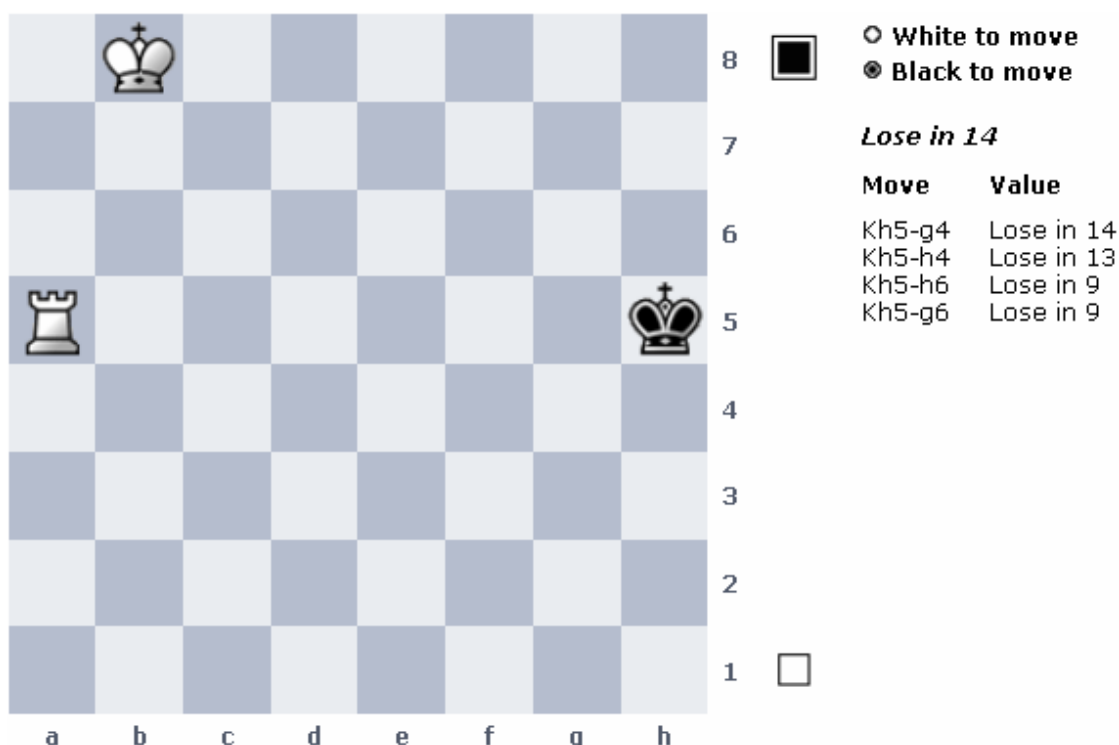 White to move
Black to move
Lose in 14
Move Value
Kh5-g4 Lose in 14
Kh5-h4 Lose in 13
Kh5-h6 Lose in 9
Kh5-g6 Lose in 9
8
7
6
5
4
3
2
1
a b c d e f g h